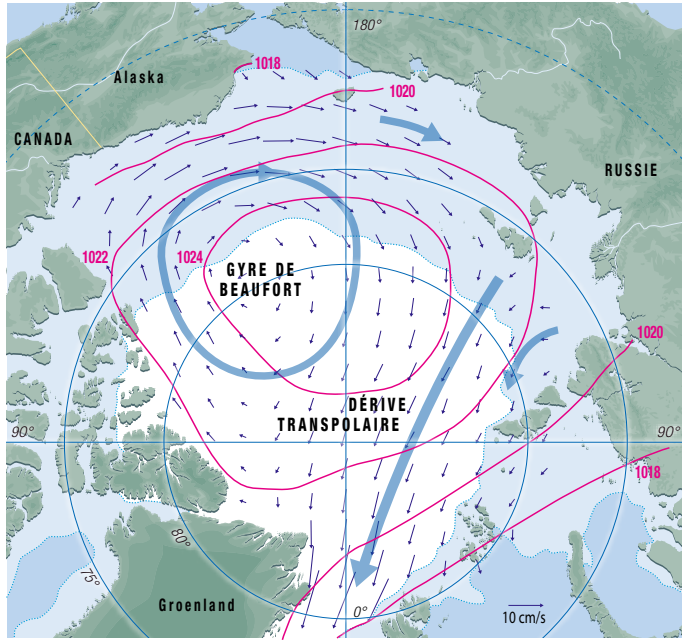 180°
1018
Alaska
1020
CANADA
RUSSIE
1022
1024
GYRE DE
BEAUFORT
1020
DÉRIVE
TRANSPOLAIRE
90°
90°
1018
80°
75°
Groenland
0°
10 cm/s